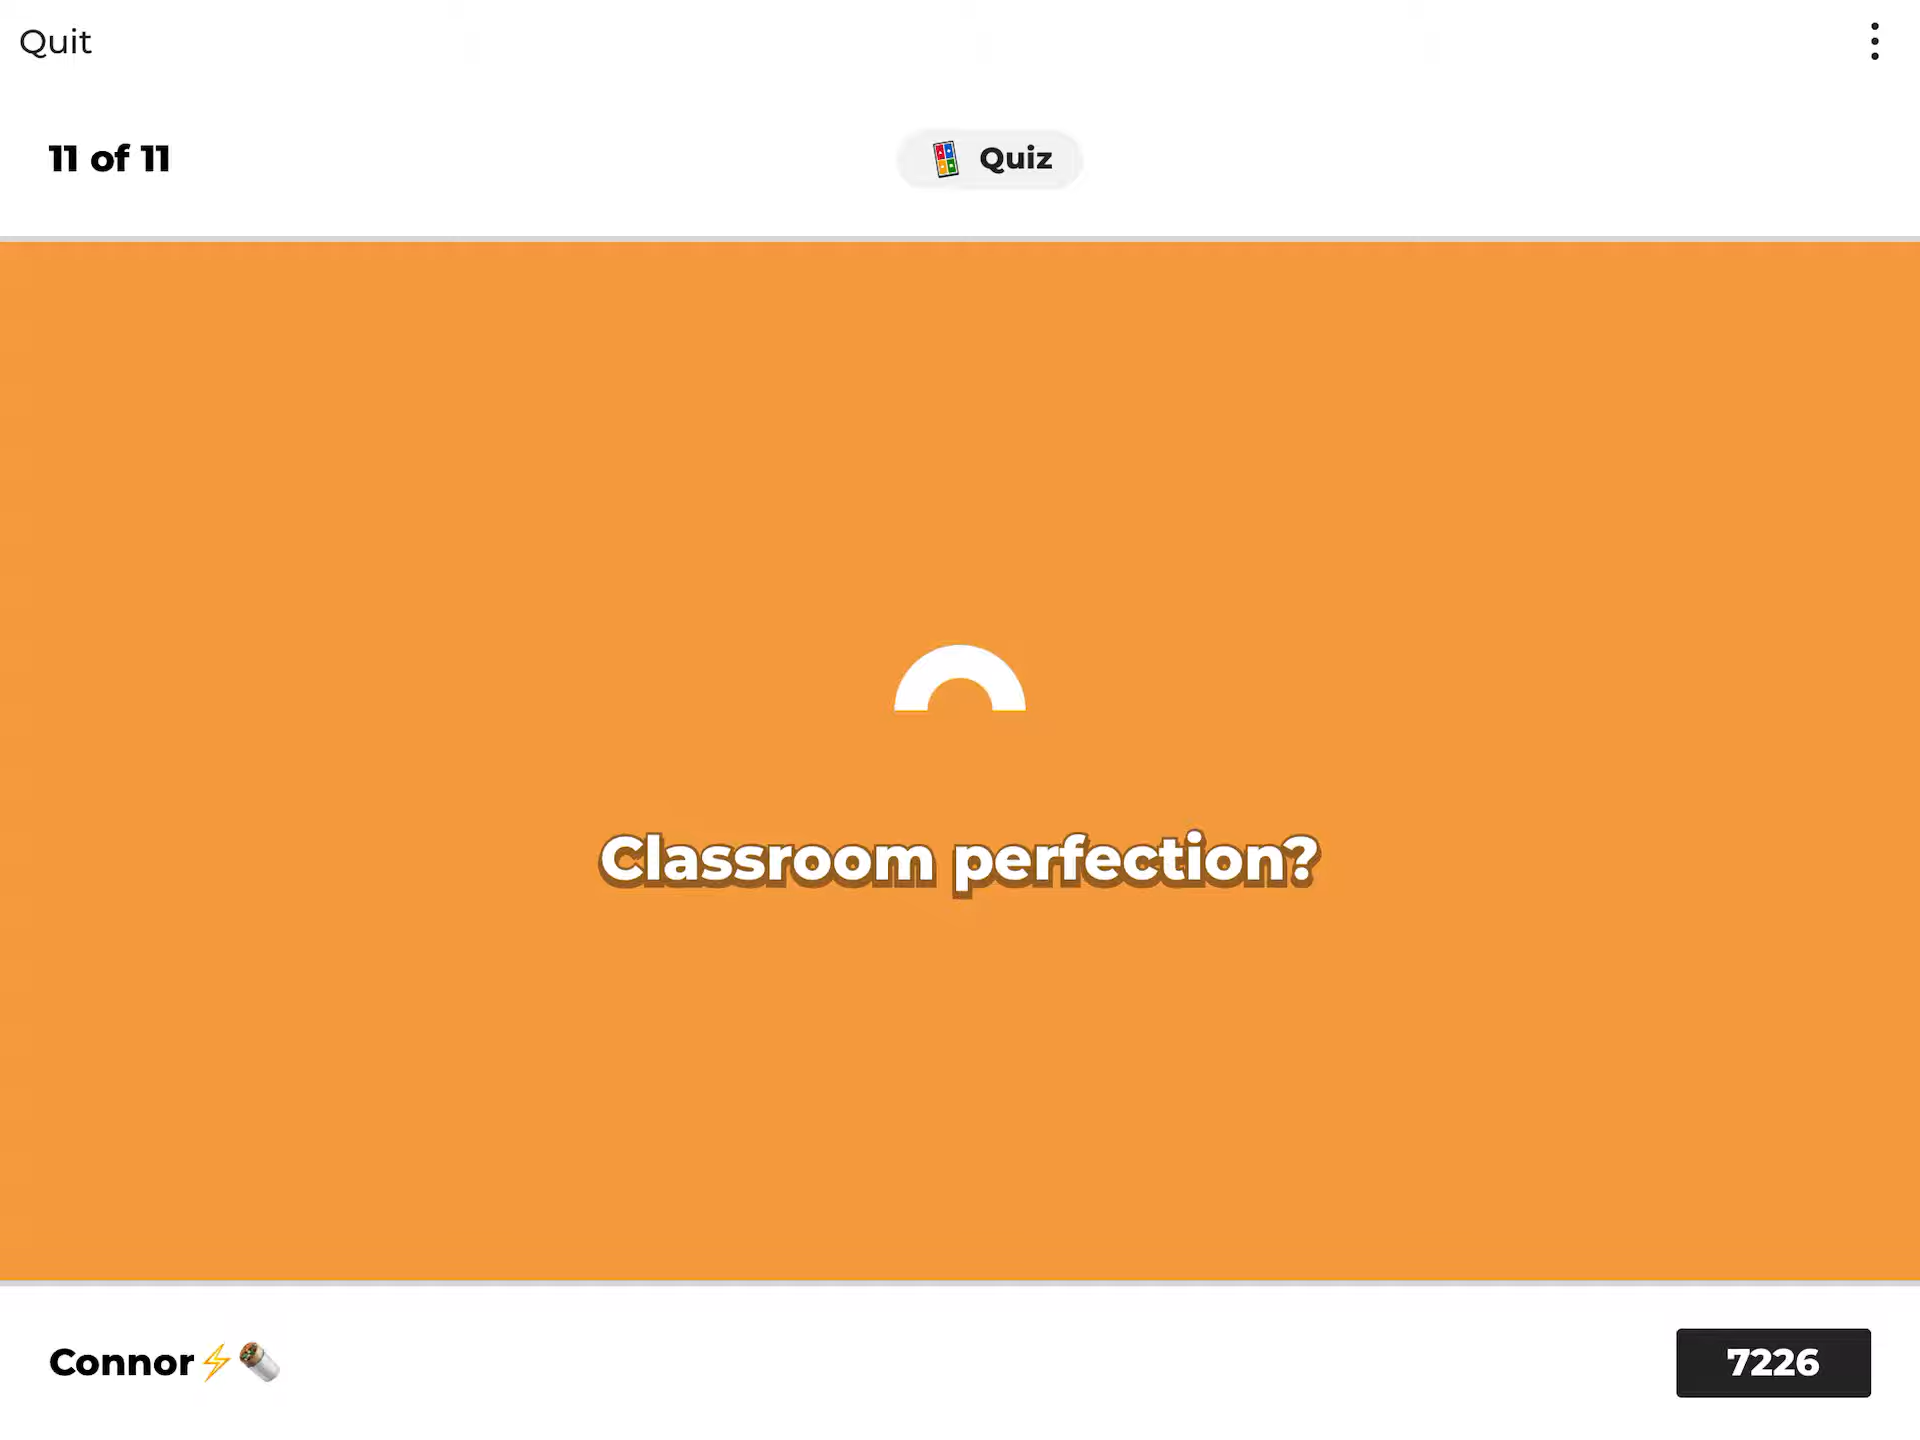 Quit
11 of 11
Quiz
Classroom perfection?
Connor⚡🌯
7226